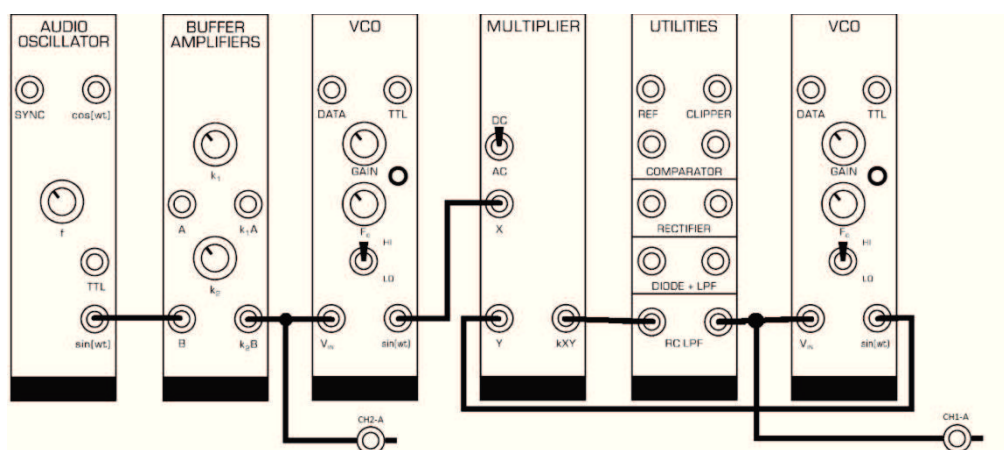 AUDIO
OSCILLATOR
SYNC
cos(wt)
f
TTL
sin(wt)
BUFFER
AMPLIFIERS
k₁
A
k₁A
k₂
B
k₂B
VCO
DATA
TTL
GAIN
F꜀
HI
LO
Vᵢₙ
sin(wt)
CH2-A
MULTIPLIER
DC
AC
X
Y
kXY
UTILITIES
REF
CLIPPER
COMPARATOR
RECTIFIER
DIODE + LPF
RC LPF
VCO
DATA
TTL
GAIN
F꜀
HI
LO
Vᵢₙ
sin(wt)
CH1-A